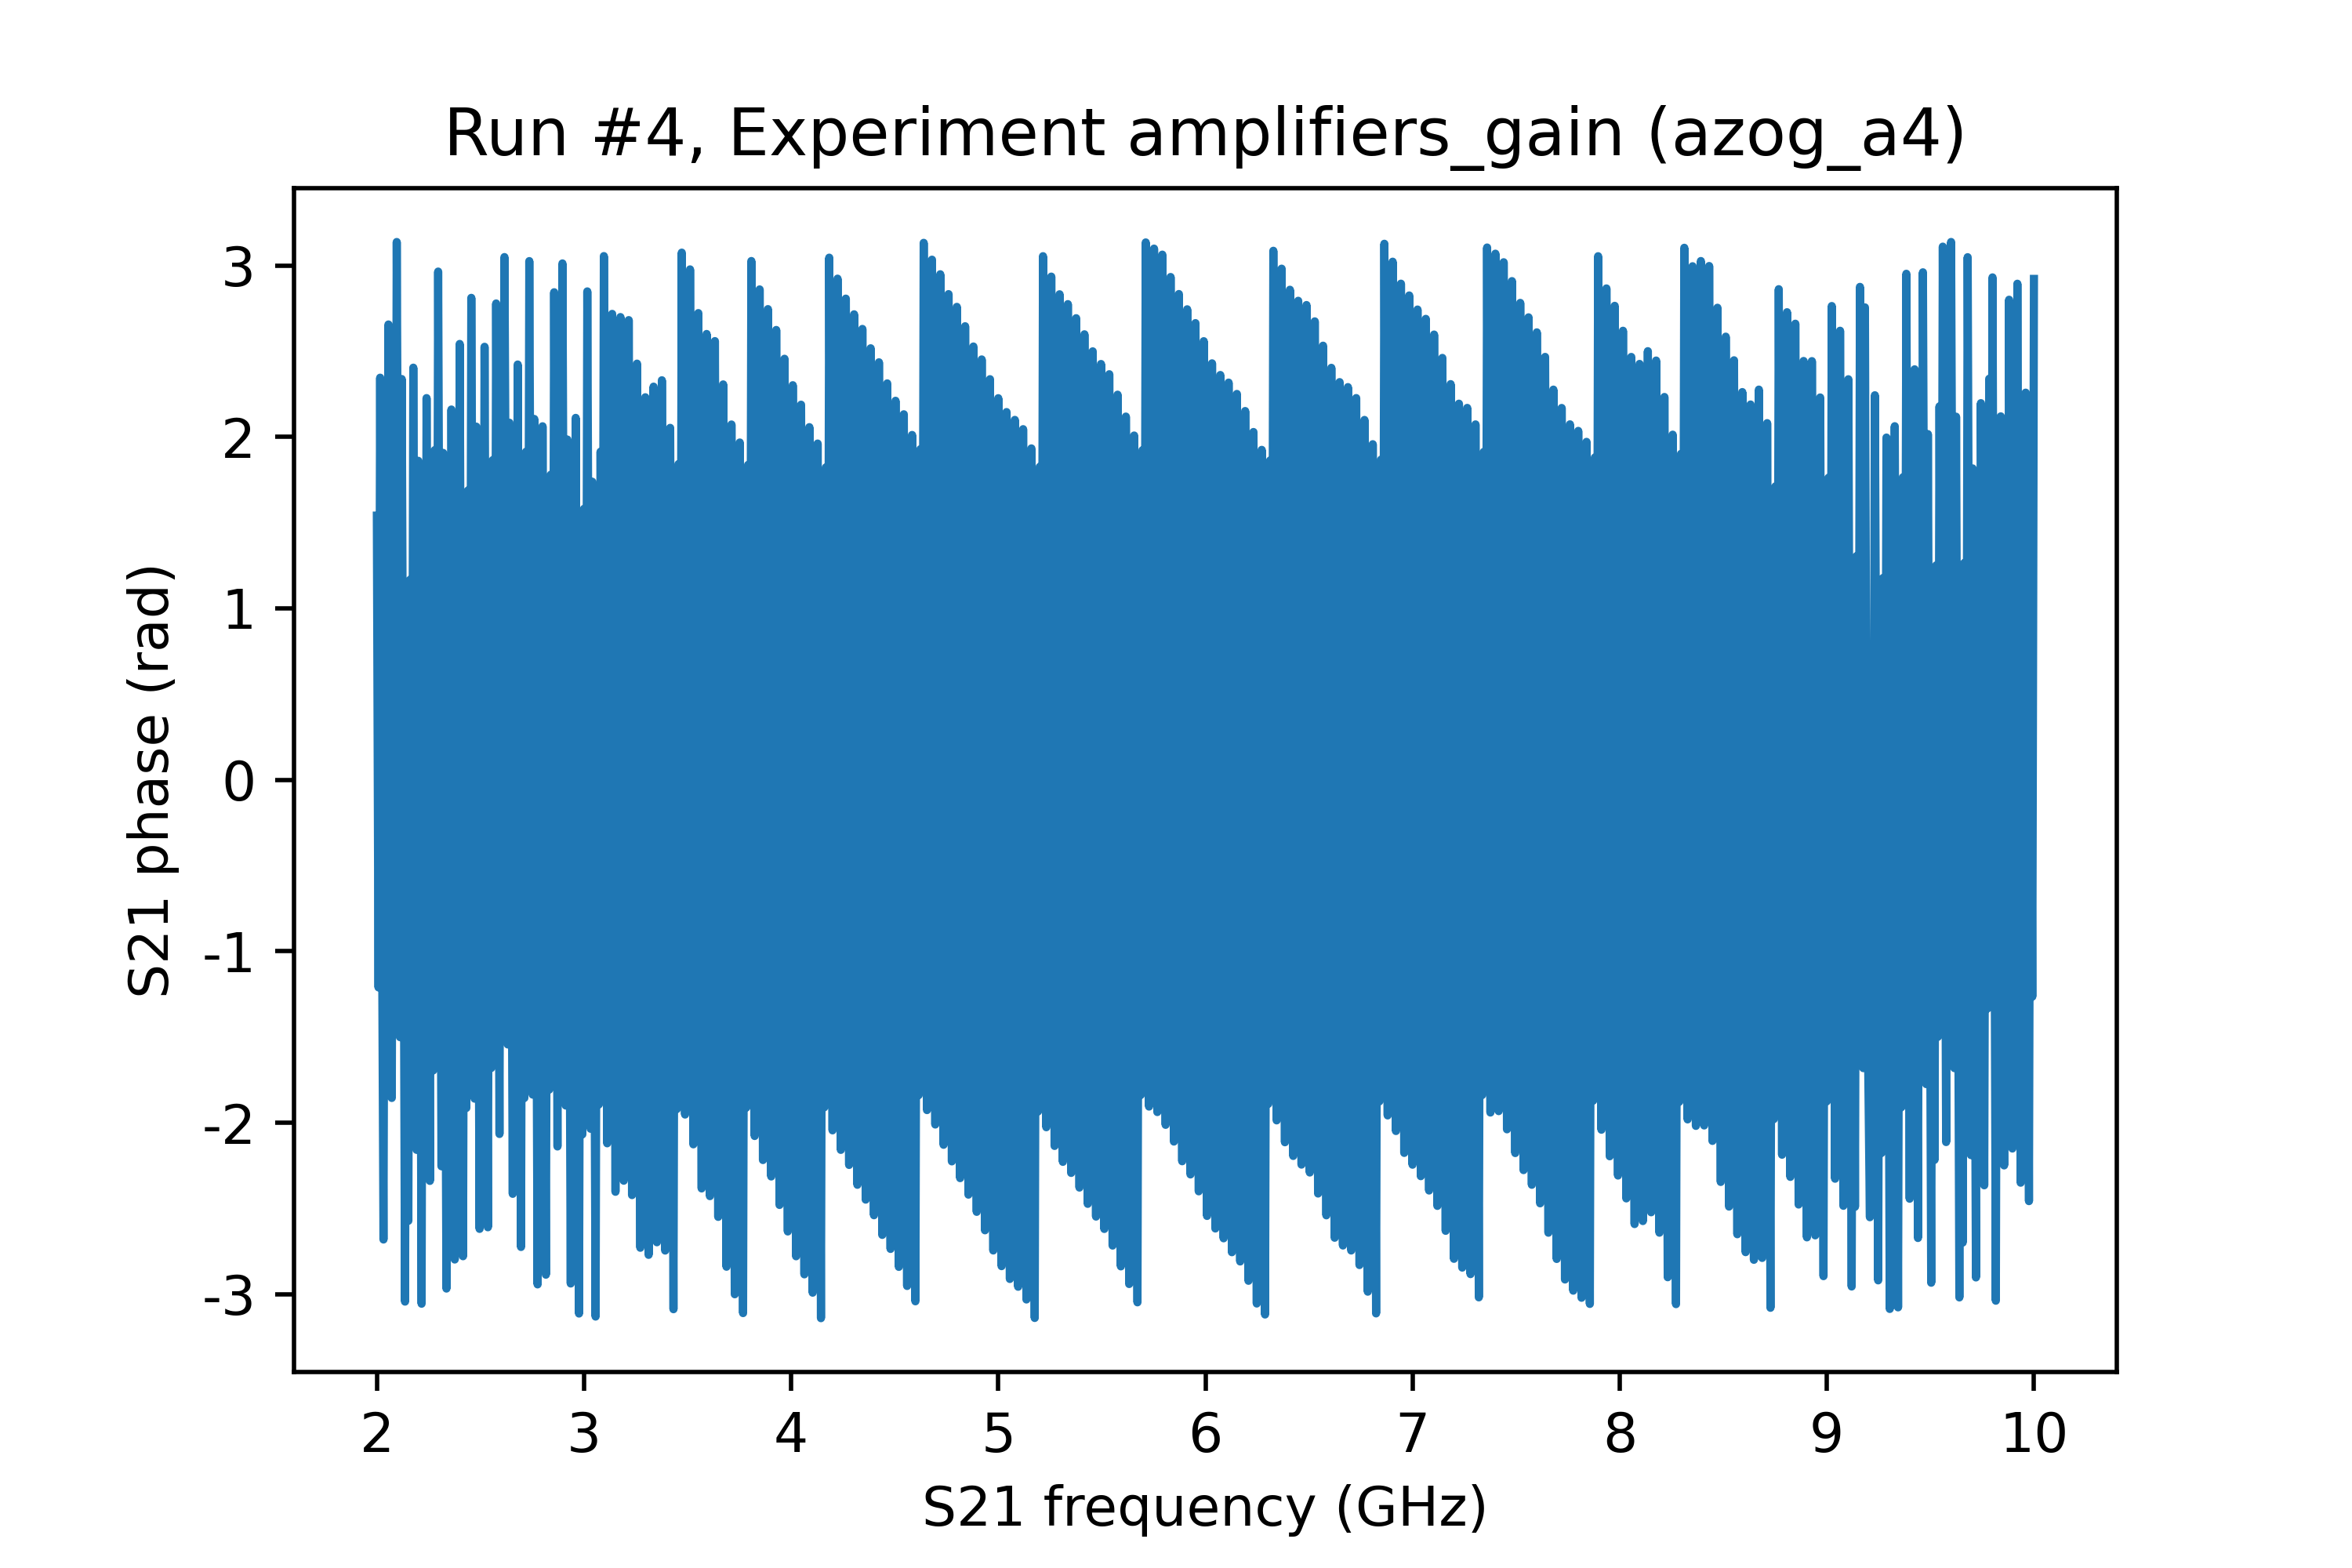 Run #4, Experiment amplifiers_gain (azog_a4)
S21 phase (rad)
3
2
1
0
-1
-2
-3
2 3 4 5 6 7 8 9 10
S21 frequency (GHz)